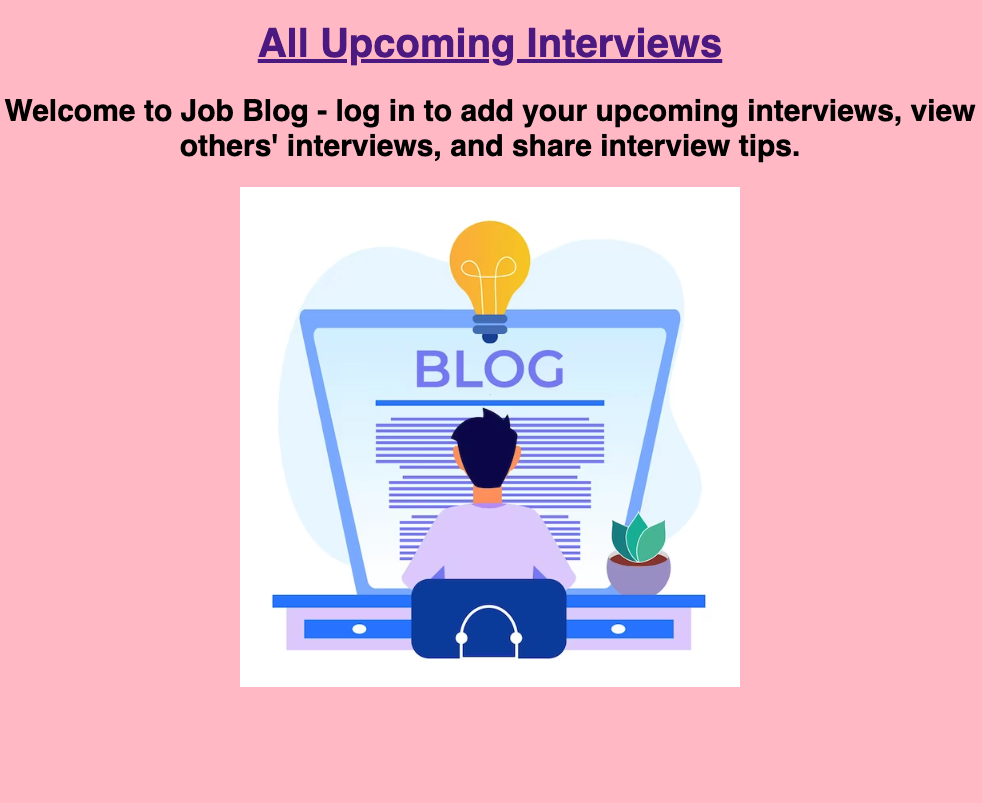 All Upcoming Interviews
Welcome to Job Blog - log in to add your upcoming interviews, view
others' interviews, and share interview tips.
BLOG